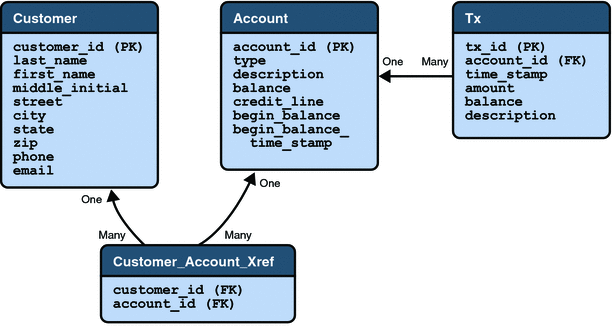 Customer
customer_id (PK)
last_name
first_name
middle_initial
street
city
state
zip
phone
email
Account
account_id (PK)
type
description
balance
credit_line
begin_balance
begin_balance_
time_stamp
Tx
tx_id (PK)
account_id (FK)
time_stamp
amount
balance
description
One
Many
One
Many
One
Many
Customer_Account_Xref
customer_id (FK)
account_id (FK)